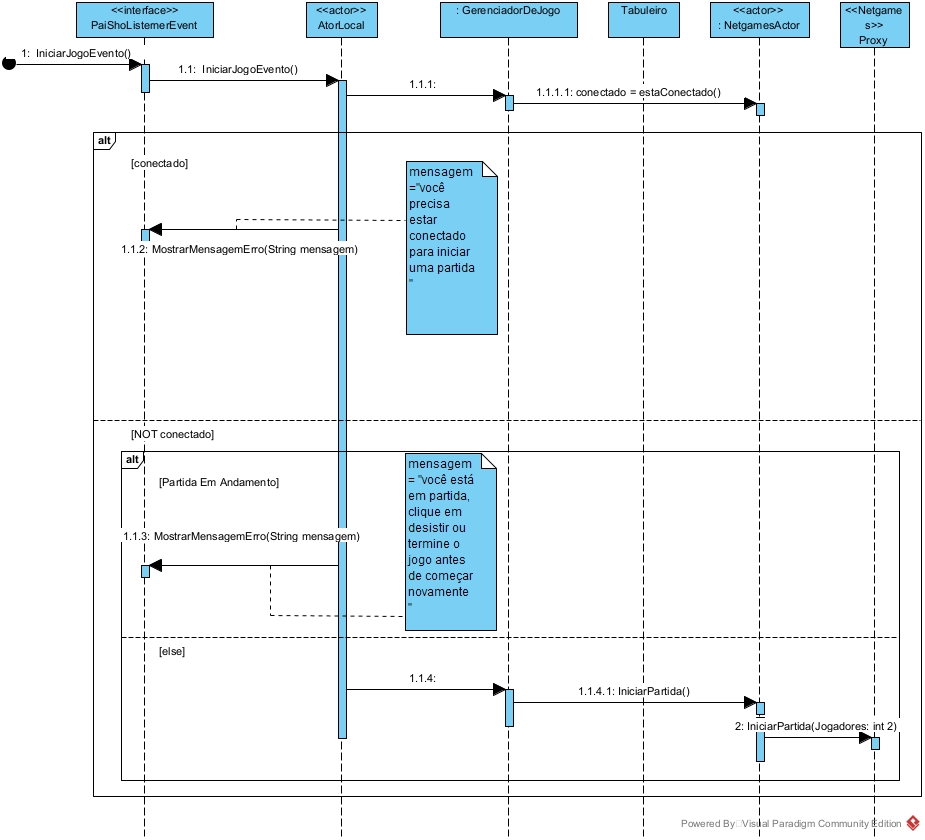 <<interface>>
PaiShoListemerEvent
<<actor>>
AtorLocal
: GerenciadorDeJogo
Tabuleiro
<<actor>>
: NetgamesActor
<<Netgame
s>>
Proxy
1: IniciarJogoEvento()
1.1: IniciarJogoEvento()
1.1.1:
1.1.1.1: conectado = estaConectado()
alt
[conectado]
mensagem
="você
precisa
estar
conectado
para iniciar
uma partida
"
1.1.2: MostrarMensagemErro(String mensagem)
[NOT conectado]
alt
[Partida Em Andamento]
mensagem
= "você está
em partida,
clique em
desistir ou
termine o
jogo antes
de começar
novamente
"
1.1.3: MostrarMensagemErro(String mensagem)
[else]
1.1.4:
1.1.4.1: IniciarPartida()
2: IniciarPartida(Jogadores: int 2)
Powered By Visual Paradigm Community Edition